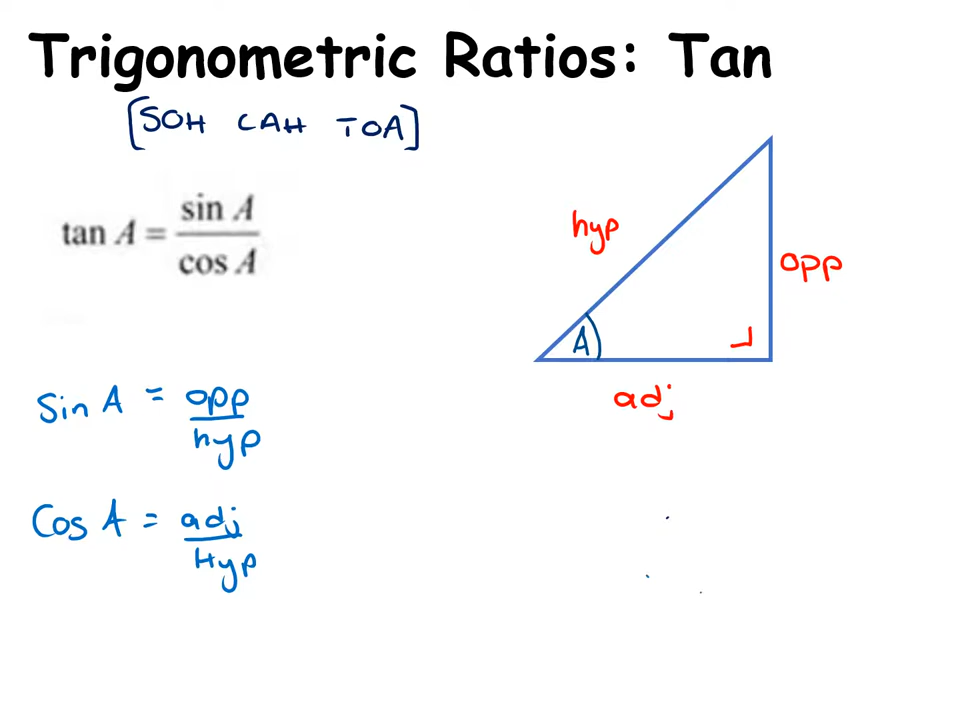 Trigonometric Ratios: Tan
[SOH CAH TOA]
tan A = sin A / cos A
hyp
opp
A
adj
Sin A = opp / hyp
Cos A = adj / Hyp